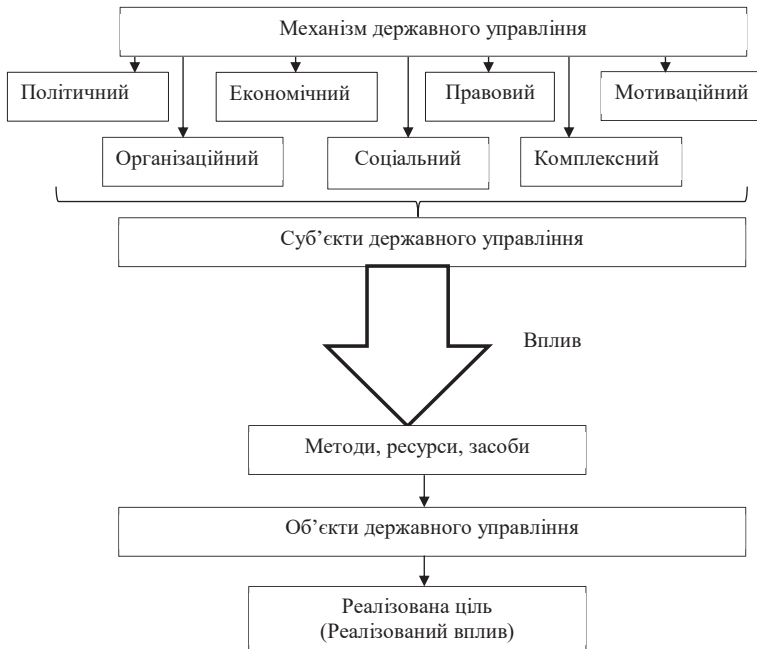 Механізм державного управління
Політичний
Економічний
Правовий
Мотиваційний
Організаційний
Соціальний
Комплексний
Суб’єкти державного управління
Вплив
Методи, ресурси, засоби
Об’єкти державного управління
Реалізована ціль
(Реалізований вплив)